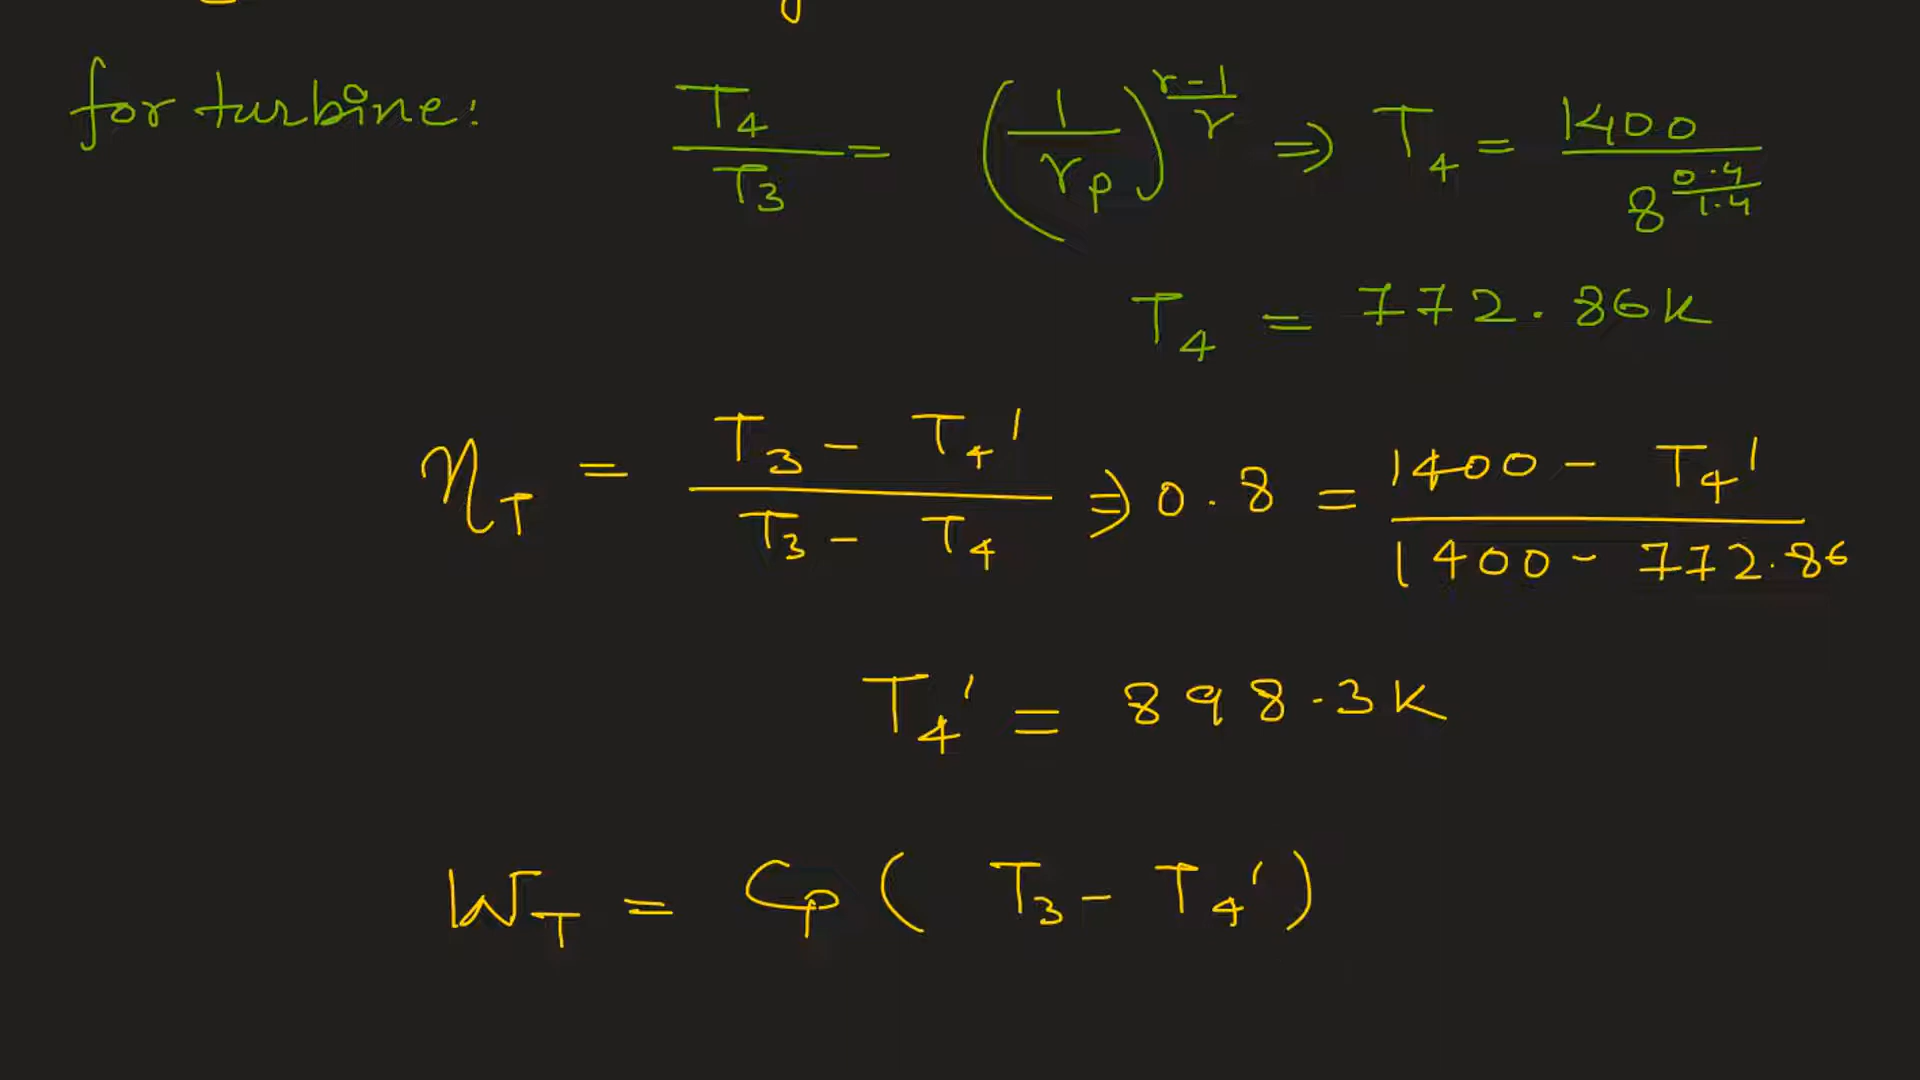 for turbine: T4/T3 = (1/rp)^((r-1)/r) ⇒ T4 = 1400/8^(0.4/1.4)
T4 = 772.86K
ηT = (T3 - T4')/(T3 - T4) ⇒ 0.8 = (1400 - T4')/(1400 - 772.86)
T4' = 898.3K
WT = Cp( T3 - T4')